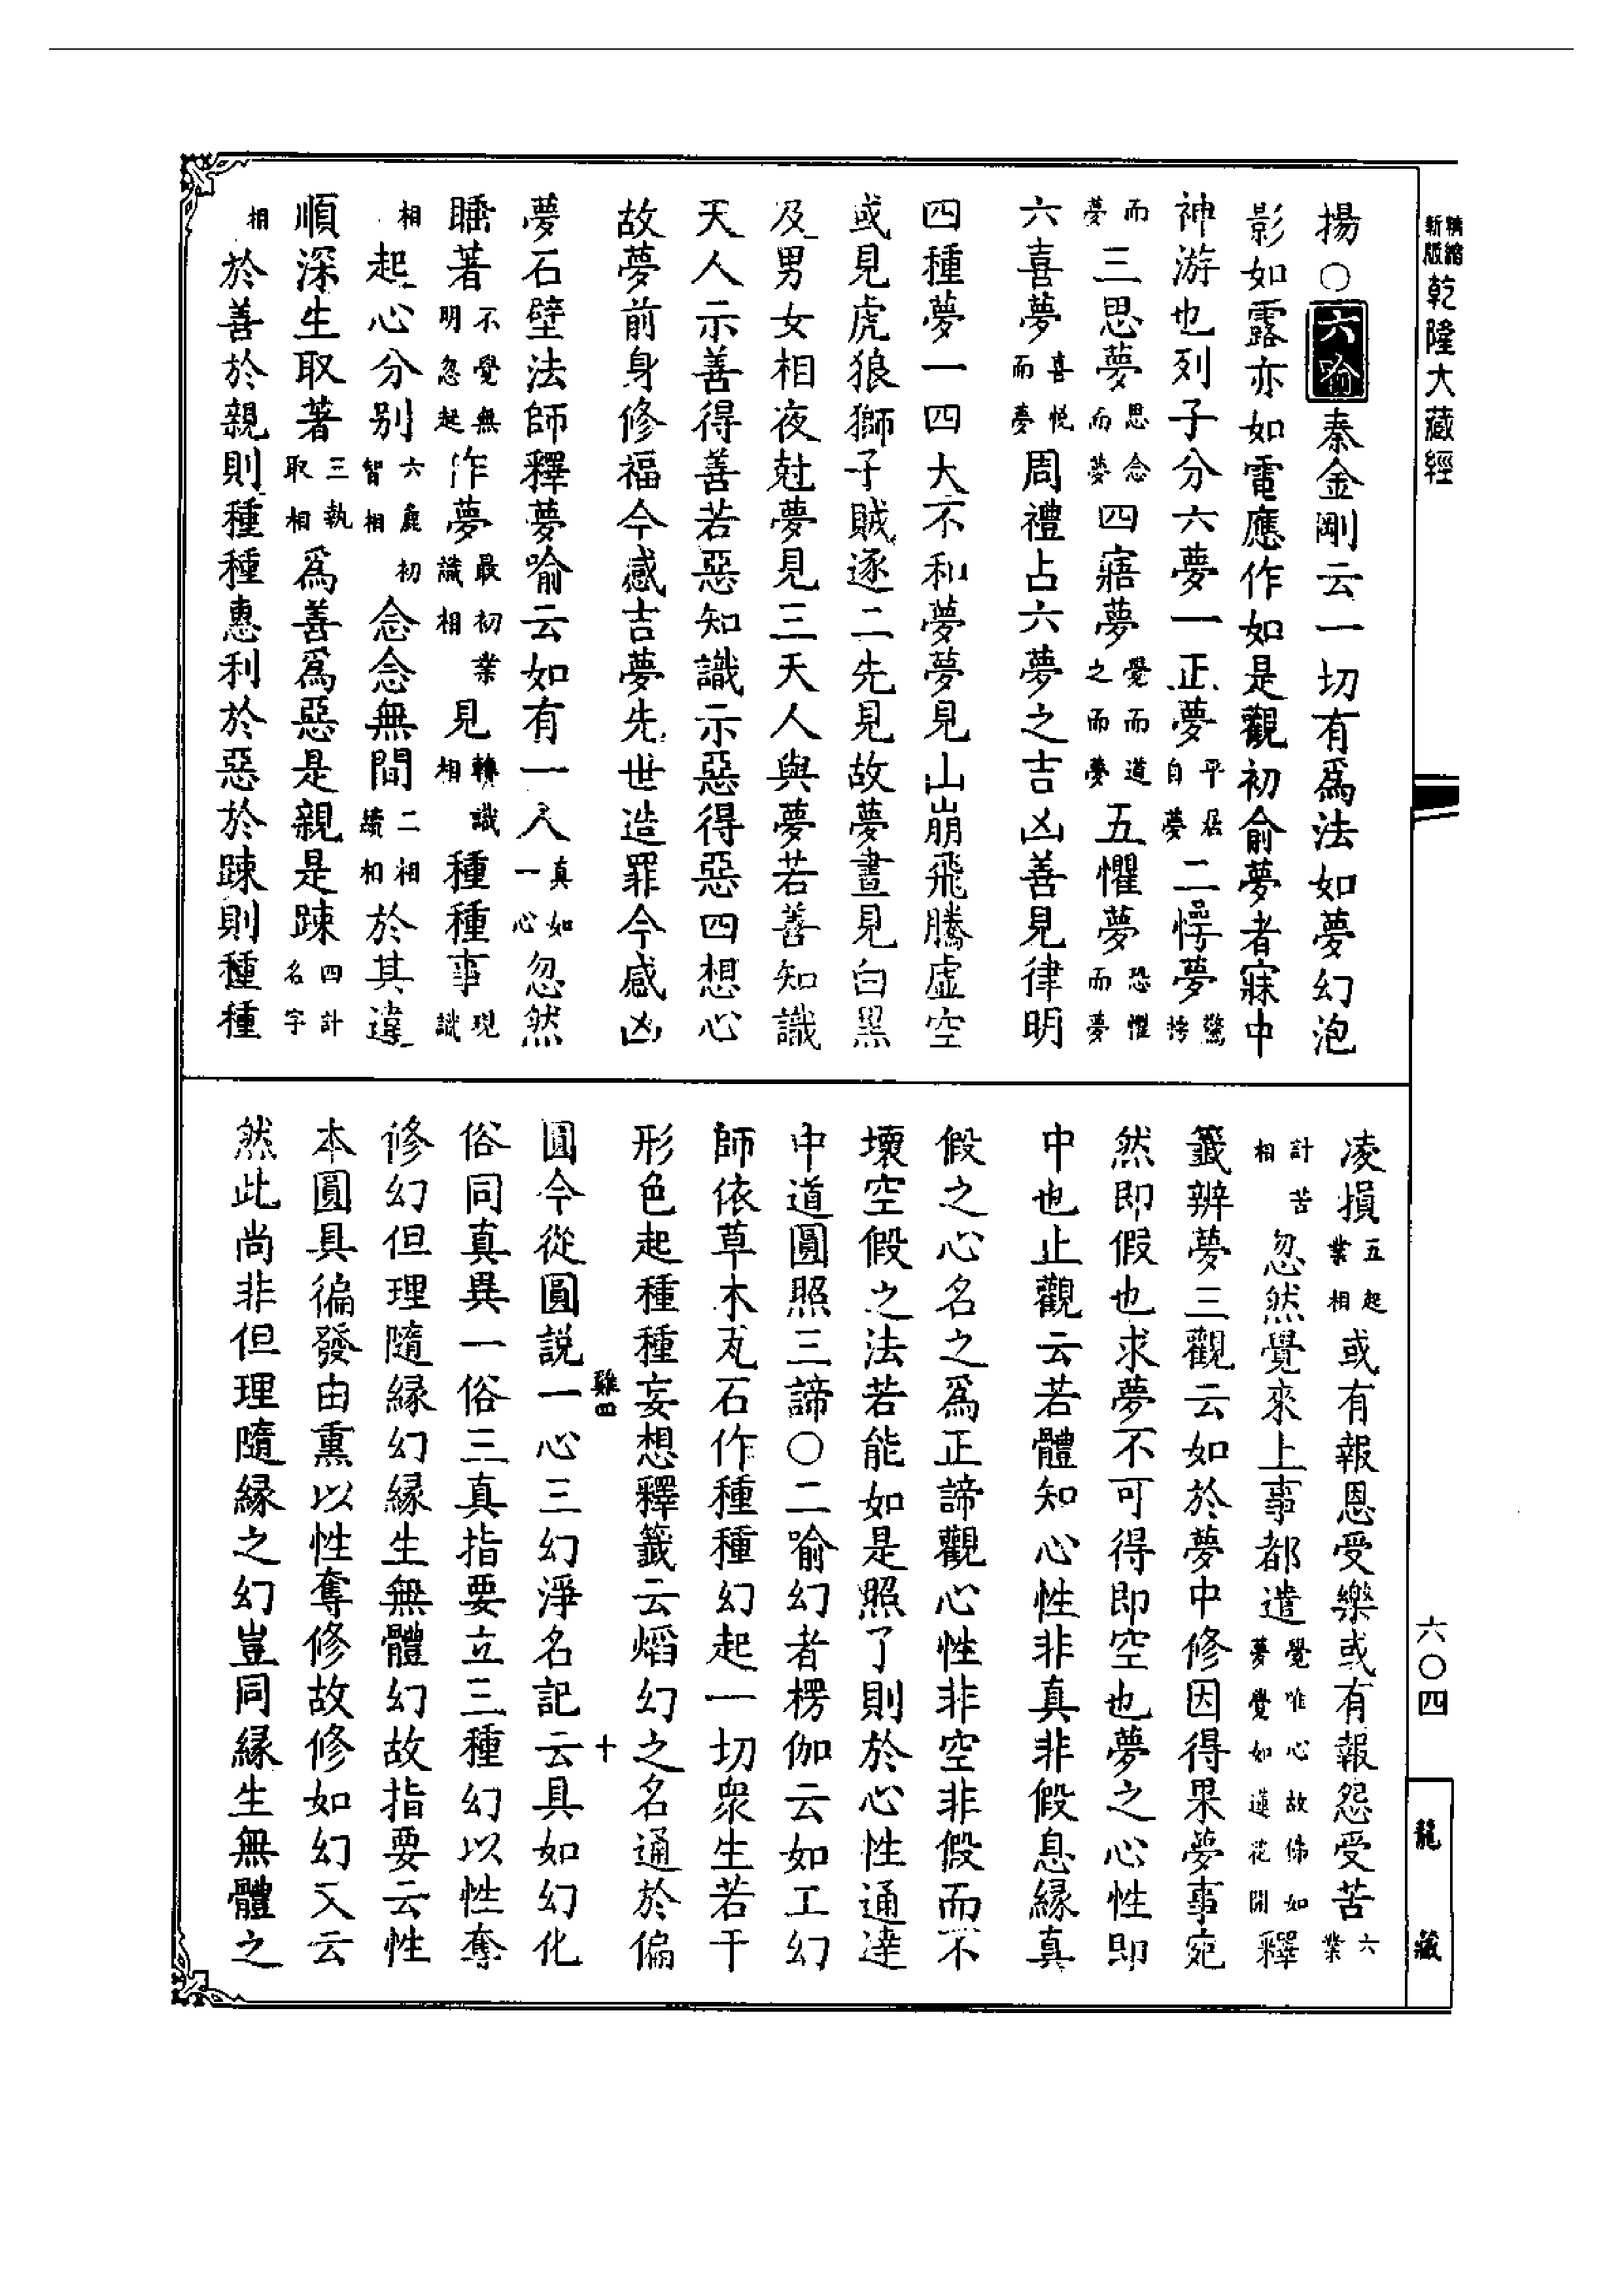 精縮新版乾隆大藏經
揚○六喻秦金剛云一切有爲法如夢幻泡
影如露亦如電應作如是觀初俞夢者寐中
神游也列子分六夢一正夢平居自夢二愕夢驚愕
而夢三思夢思念而夢四寤夢覺而道之而夢五懼夢恐懼而夢
六喜夢喜悅而夢周禮占六夢之吉凶善見律明
四種夢一四大不和夢夢見山崩飛騰虛空
或見虎狼獅子賊逐二先見故夢晝見白黑
及男女相夜尅夢見三天人與夢若善知識
天人示善得善若惡知識示惡得惡四想心
故夢前身修福今感吉夢先世造罪今感凶
夢石壁法師釋夢喻云如有一人真如一心忽然
睡著不覺無明忽起作夢最初業識相見轉識相種種事現識
相起心分別六麁初智相念念無間二相續相於其違
順深生取著三執取相爲善爲惡是親是踈四計名字
相於善於親則種種惠利於惡於踈則種種
凌損五起業相或有報恩受樂或有報怨受苦六業
計苦相忽然覺來上事都遣覺唯心故佛如夢覺如蓮花開釋
籤辨夢三觀云如於夢中修因得果夢事宛
然即假也求夢不可得即空也夢之心性即
中也止觀云若體知心性非真非假息緣真
假之心名之爲正諦觀心性非空非假而不
壞空假之法若能如是照了則於心性通達
中道圓照三諦○二喻幻者楞伽云如工幻
師依草木瓦石作種種幻起一切衆生若干
形色起種種妄想釋籤云熖幻之名通於偏
雞四
十
圓今從圓說一心三幻淨名記云具如幻化
俗同真異一俗三真指要立三種幻以性奪
修幻但理隨緣幻緣生無體幻故指要云性
本圓具徧發由熏以性奪修故修如幻又云
然此尚非但理隨緣之幻豈同緣生無體之
六〇四
龍藏